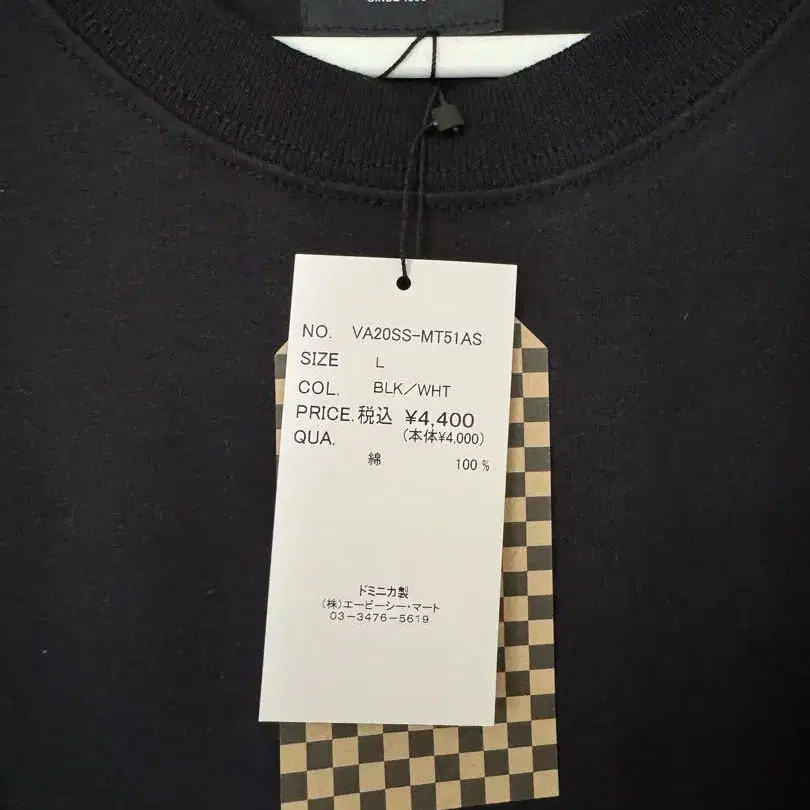 NO. VA20SS-MT51AS
SIZE L
COL. BLK/WHT
PRICE.税込 ¥4,400
(本体¥4,000)
QUA.
綿 100%
ドミニカ製
(株)エービーシー・マート
03-3476-5619